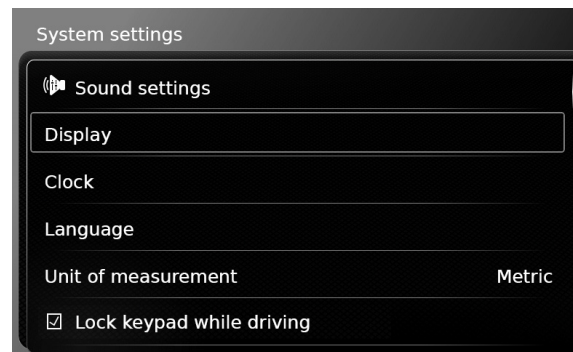 System settings
Sound settings
Display
Clock
Language
Unit of measurement Metric
Lock keypad while driving